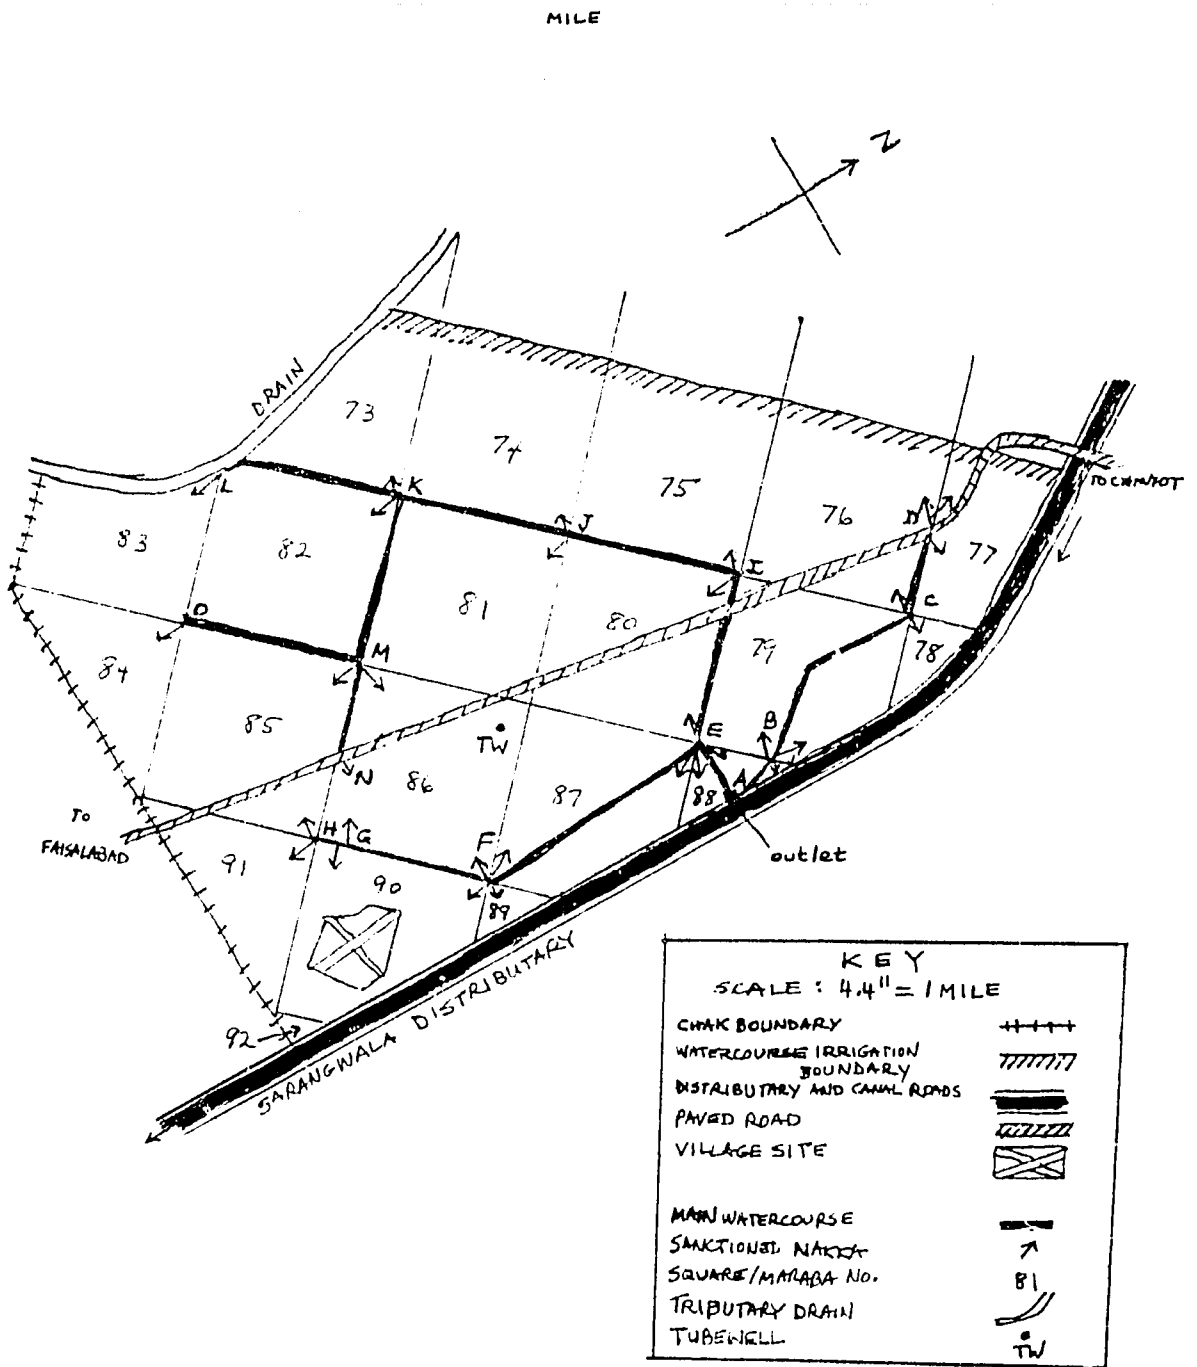 MILE
N
DRAIN
73
74
75
76
77
TO CHINIOT
L
K
J
I
D
C
83
82
81
80
79
78
O
M
E
B
84
85
TW
N
86
87
88
A
TO
FAISALABAD
91
H
G
F
outlet
90
89
92
SARANGWALA DISTRIBUTARY
KEY
SCALE : 4.4" = 1 MILE
CHAK BOUNDARY
WATERCOURSE IRRIGATION
BOUNDARY
DISTRIBUTARY AND CANAL ROADS
PAVED ROAD
VILLAGE SITE
MAIN WATERCOURSE
SANCTIONED NAKKA
SQUARE/MARABA NO. 81
TRIBUTARY DRAIN
TUBEWELL TW